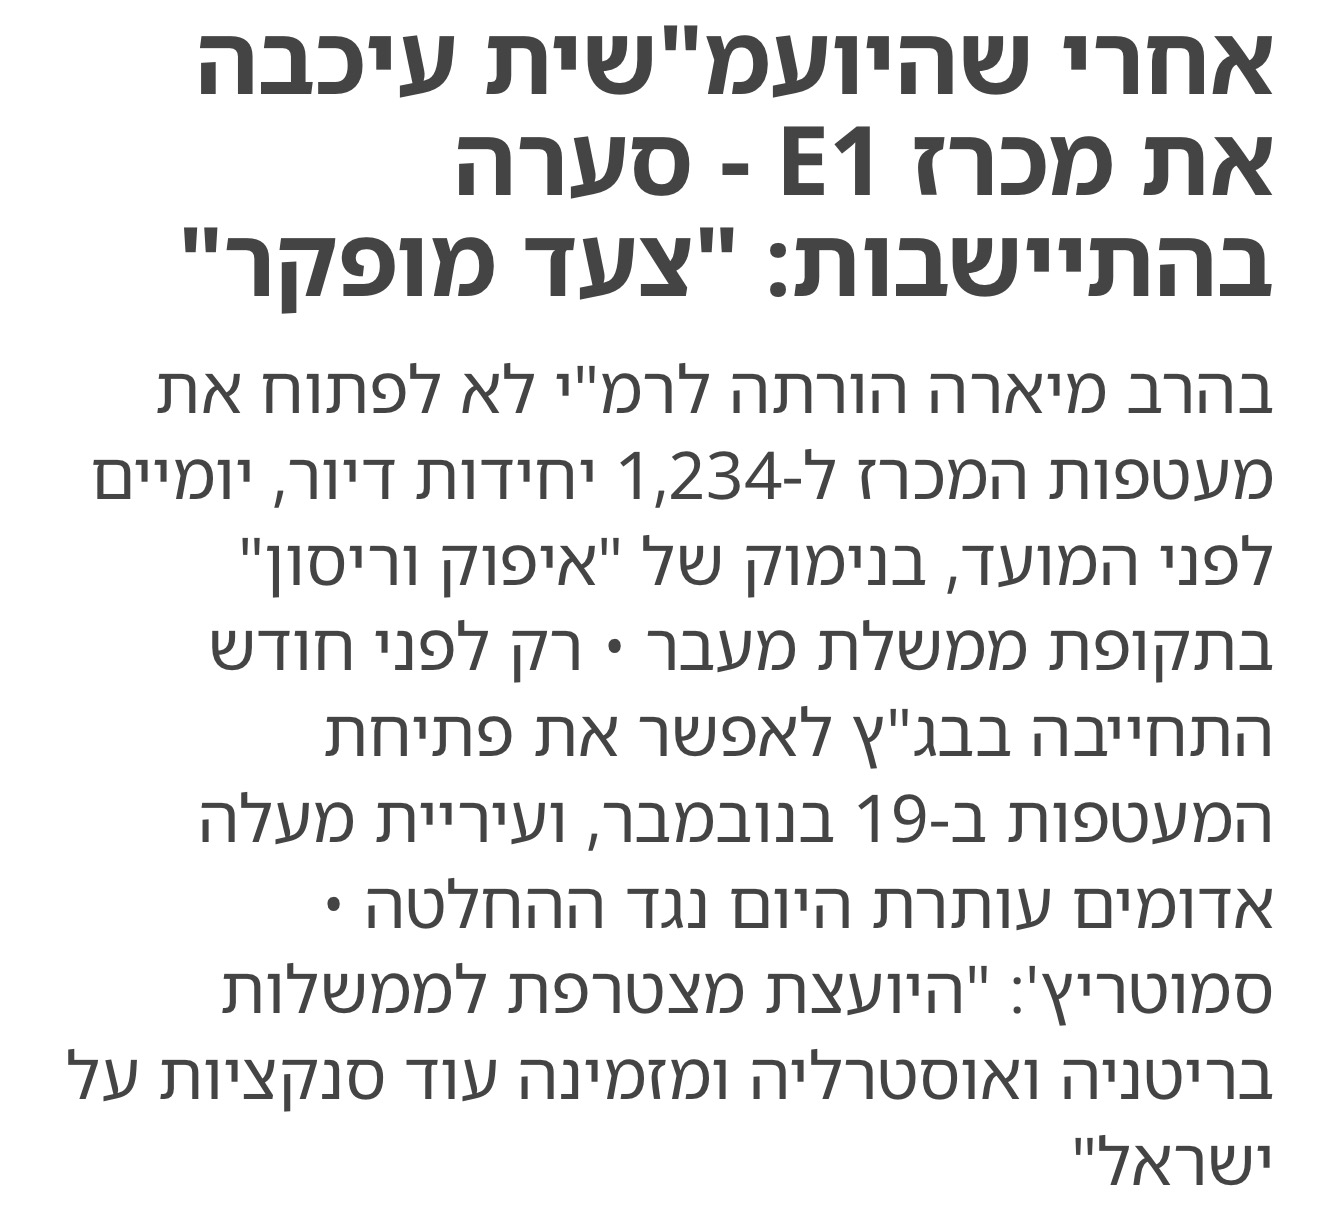 אחרי שהיועמ"שית עיכבה
את מכרז E1 - סערה
בהתיישבות: "צעד מופקר"
בהרב מיארה הורתה לרמ"י לא לפתוח את
מעטפות המכרז ל-1,234 יחידות דיור, יומיים
לפני המועד, בנימוק של "איפוק וריסון"
בתקופת ממשלת מעבר • רק לפני חודש
התחייבה בבג"ץ לאפשר את פתיחת
המעטפות ב-19 בנובמבר, ועיריית מעלה
אדומים עותרת היום נגד ההחלטה •
סמוטריץ': "היועצת מצטרפת לממשלות
בריטניה ואוסטרליה ומזמינה עוד סנקציות על
ישראל"